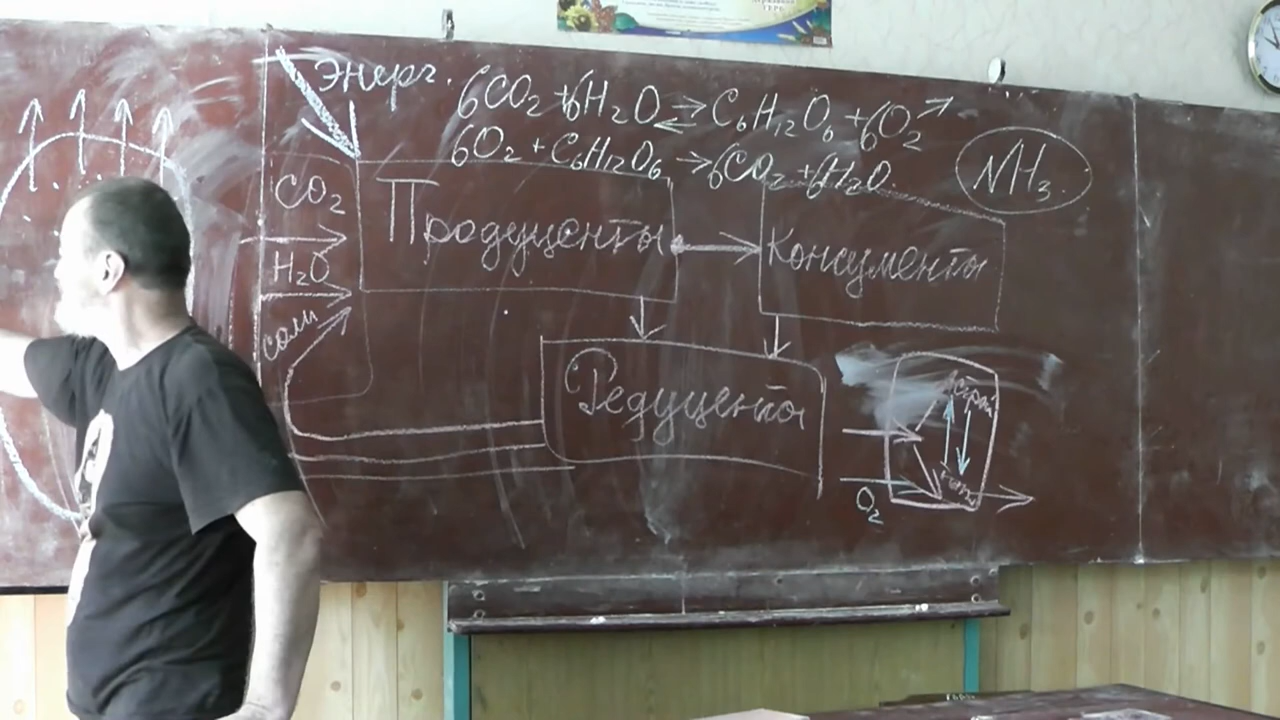 Энерг.
6CO₂ + 6H₂O ⇄ C₆H₁₂O₆ + 6O₂ ↗
6O₂ + C₆H₁₂O₆ → 6CO₂ + 6H₂O
NH₃
CO₂
H₂O
соли
Продуценты
Консументы
Редуценты
O₂